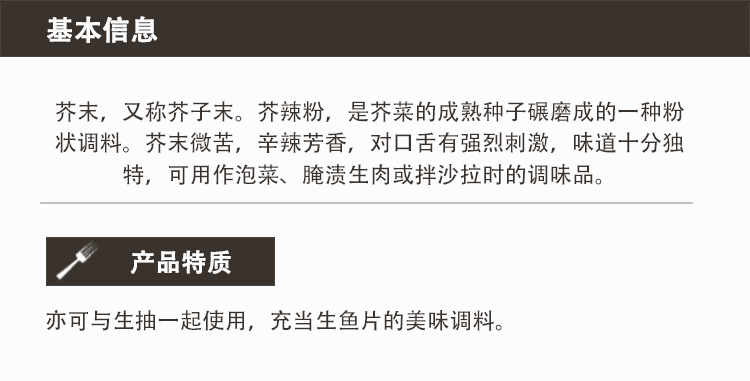 基本信息
芥末，又称芥子末。芥辣粉，是芥菜的成熟种子碾磨成的一种粉
状调料。芥末微苦，辛辣芳香，对口舌有强烈刺激，味道十分独
特，可用作泡菜、腌渍生肉或拌沙拉时的调味品。
产品特质
亦可与生抽一起使用，充当生鱼片的美味调料。